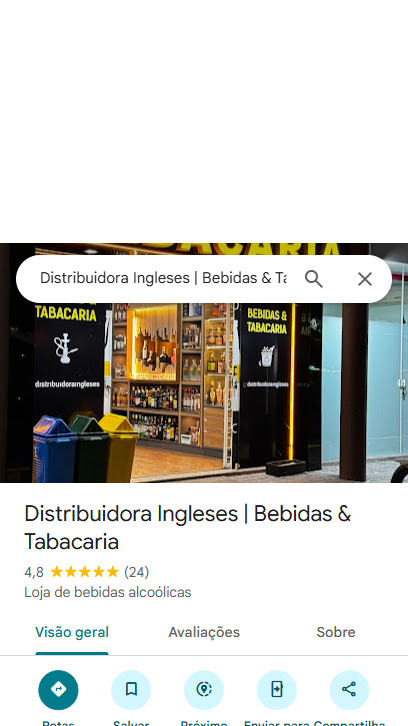 TABACARIA
Distribuidora Ingleses | Bebidas & Ta
TABACARIA
BEBIDAS &
TABACARIA
distribuidoraingleses
distribuidoraingleses
Distribuidora Ingleses | Bebidas &
Tabacaria
4,8 ★★★★★ (24)
Loja de bebidas alcoólicas
Visão geral Avaliações Sobre
Rotas Salvar Próximo Enviar para Compartilha